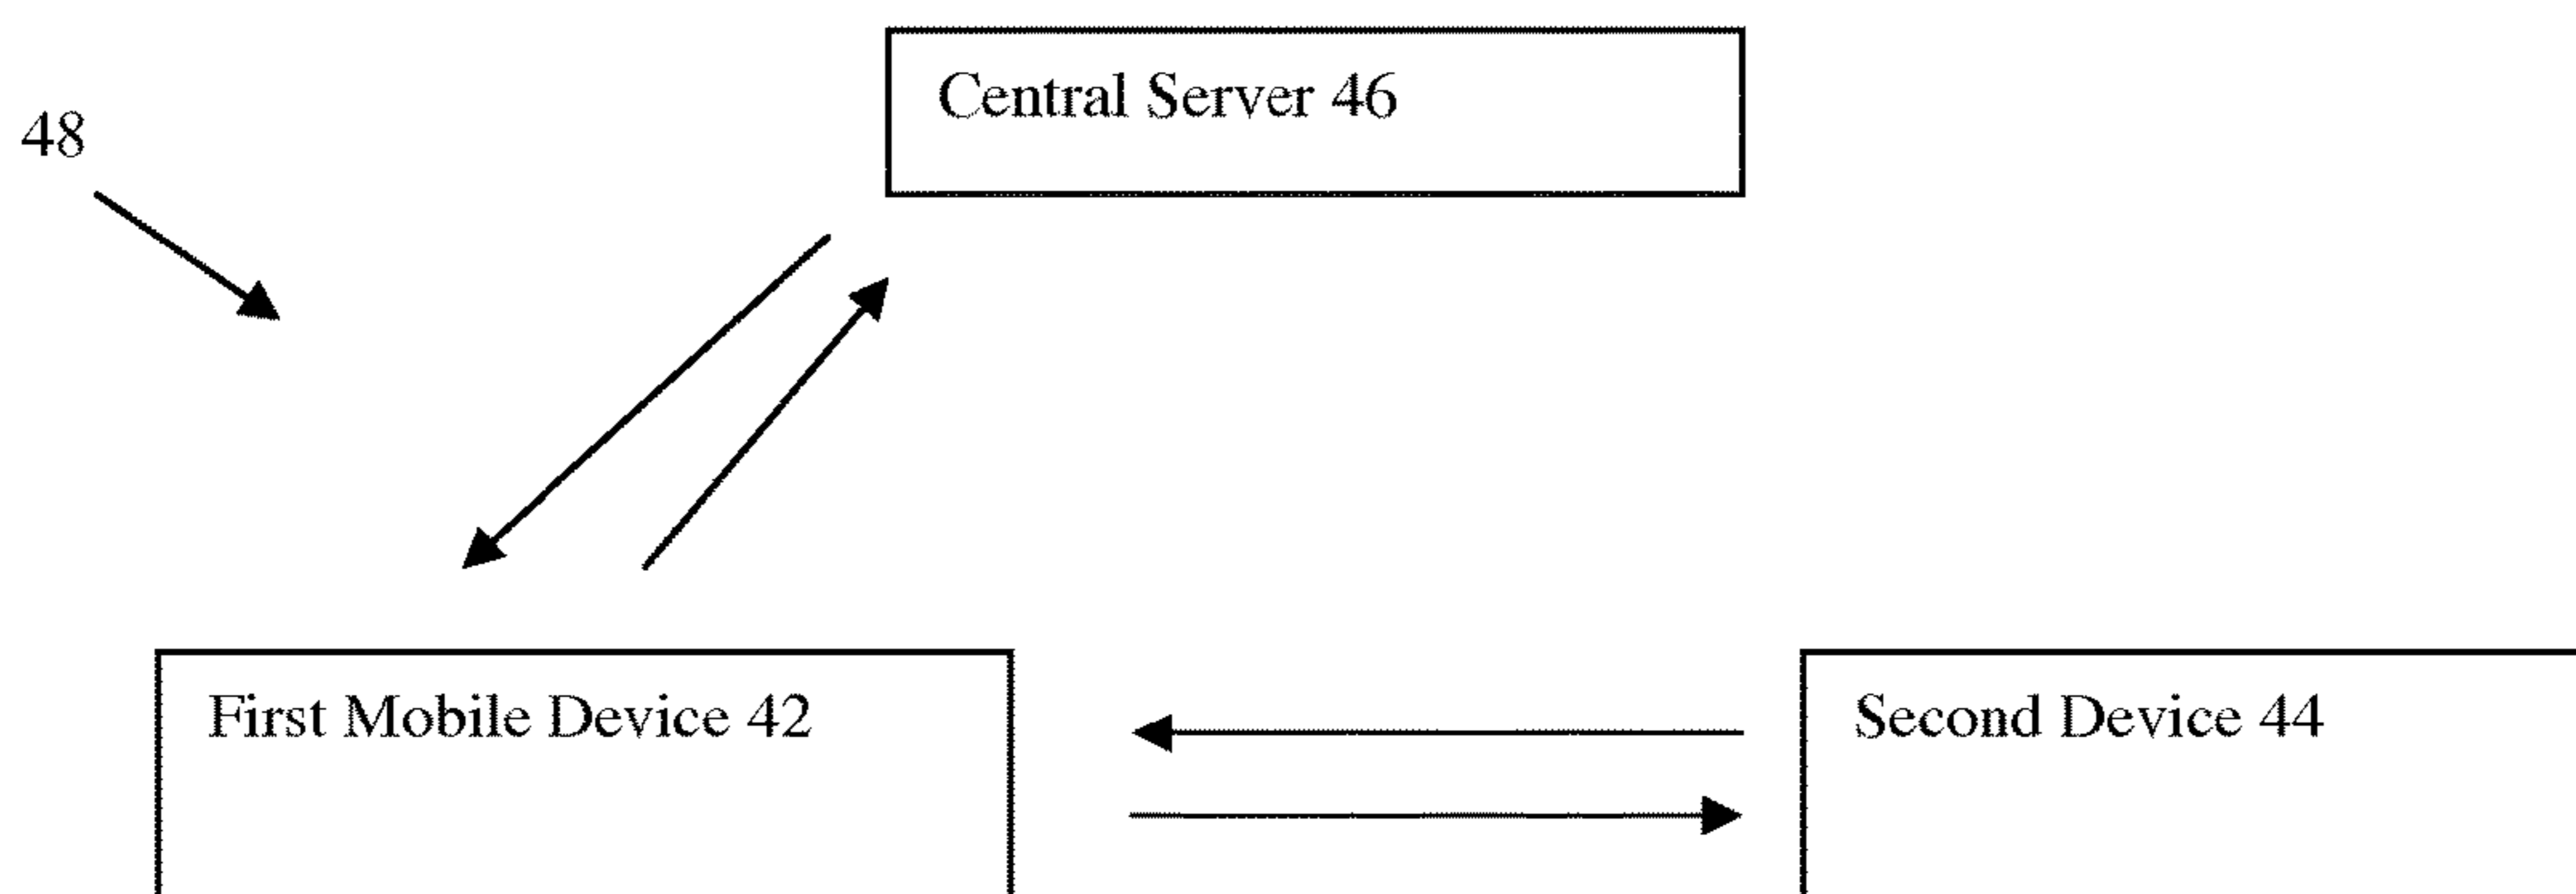 Central Server 46
48
First Mobile Device 42
Second Device 44